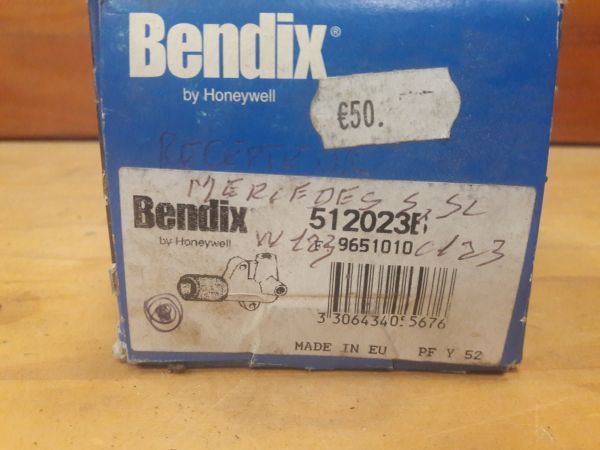 Bendix®
by Honeywell
€50.
MERCEDES S, SL
Bendix 512023B
by Honeywell W123 9651010 C123
3 306434 055676
MADE IN EU PF Y 52